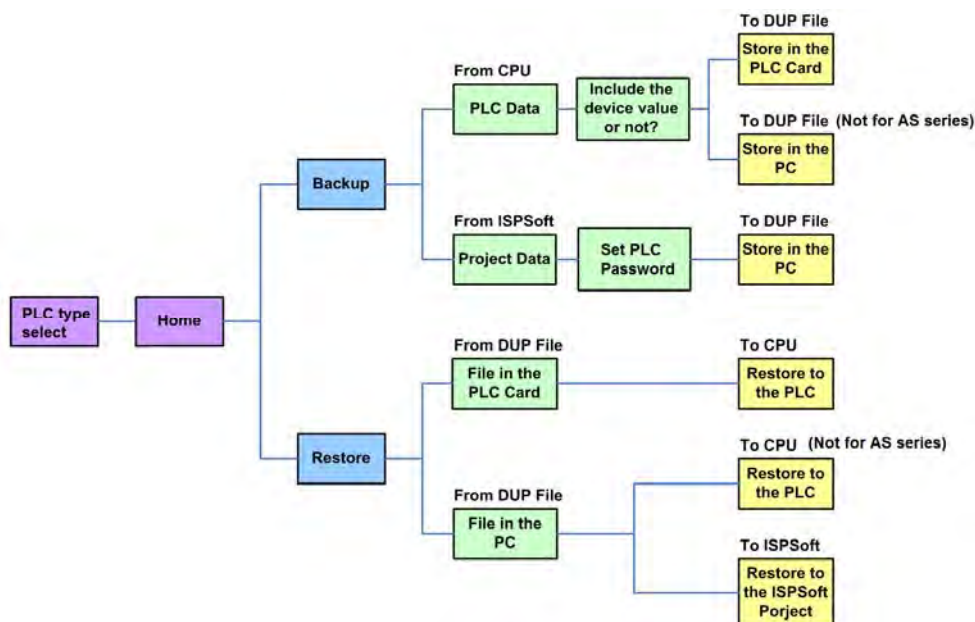 To DUP File
Store in the
PLC Card
From CPU
PLC Data
Include the
device value
or not?
To DUP File (Not for AS series)
Store in
the PC
Backup
From ISPSoft
Project Data
Set PLC
Password
To DUP File
Store in
the PC
PLC type
select
Home
From DUP File
File in the
PLC Card
To CPU
Restore to
the PLC
Restore
To CPU (Not for AS series)
Restore to
the PLC
From DUP File
File in the
PC
To ISPSoft
Restore to
the ISPSoft
Porject